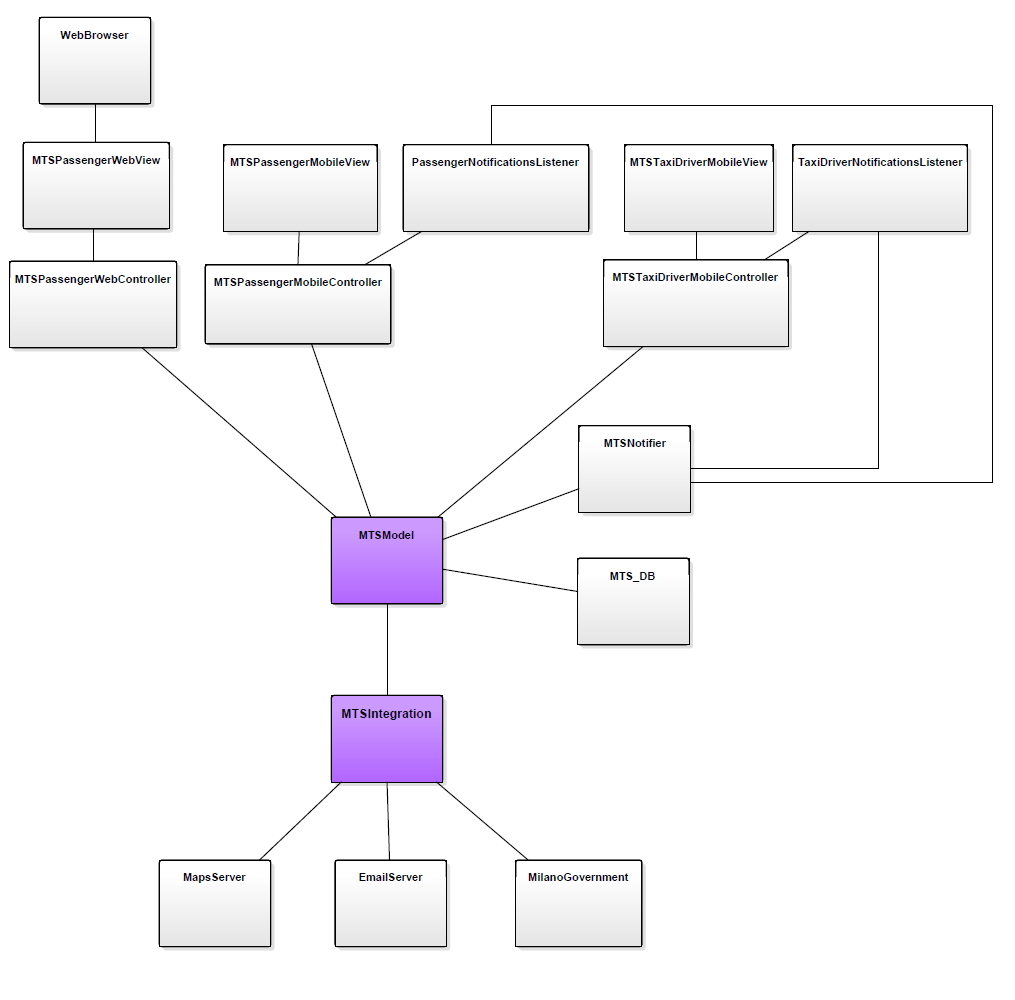 WebBrowser
MTSPassengerWebView
MTSPassengerMobileView
PassengerNotificationsListener
MTSTaxiDriverMobileView
TaxiDriverNotificationsListener
MTSPassengerWebController
MTSPassengerMobileController
MTSTaxiDriverMobileController
MTSNotifier
MTSModel
MTS_DB
MTSIntegration
MapsServer
EmailServer
MilanoGovernment